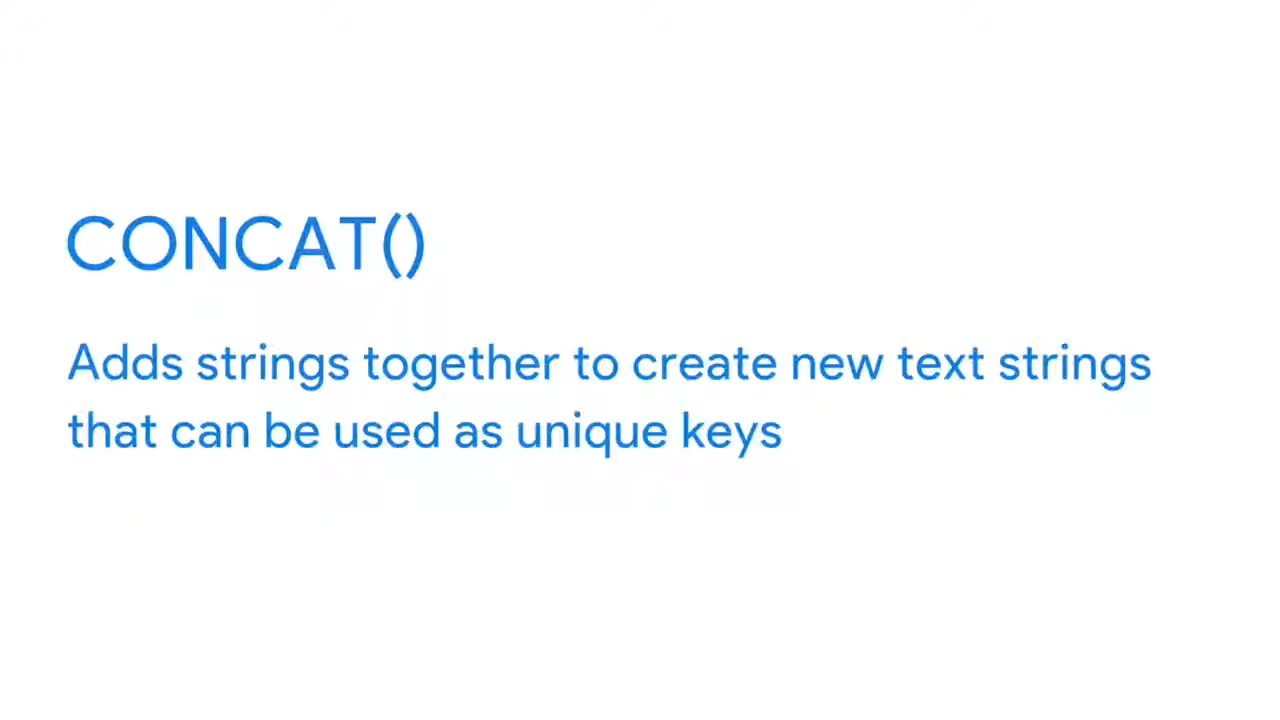 CONCAT()
Adds strings together to create new text strings
that can be used as unique keys